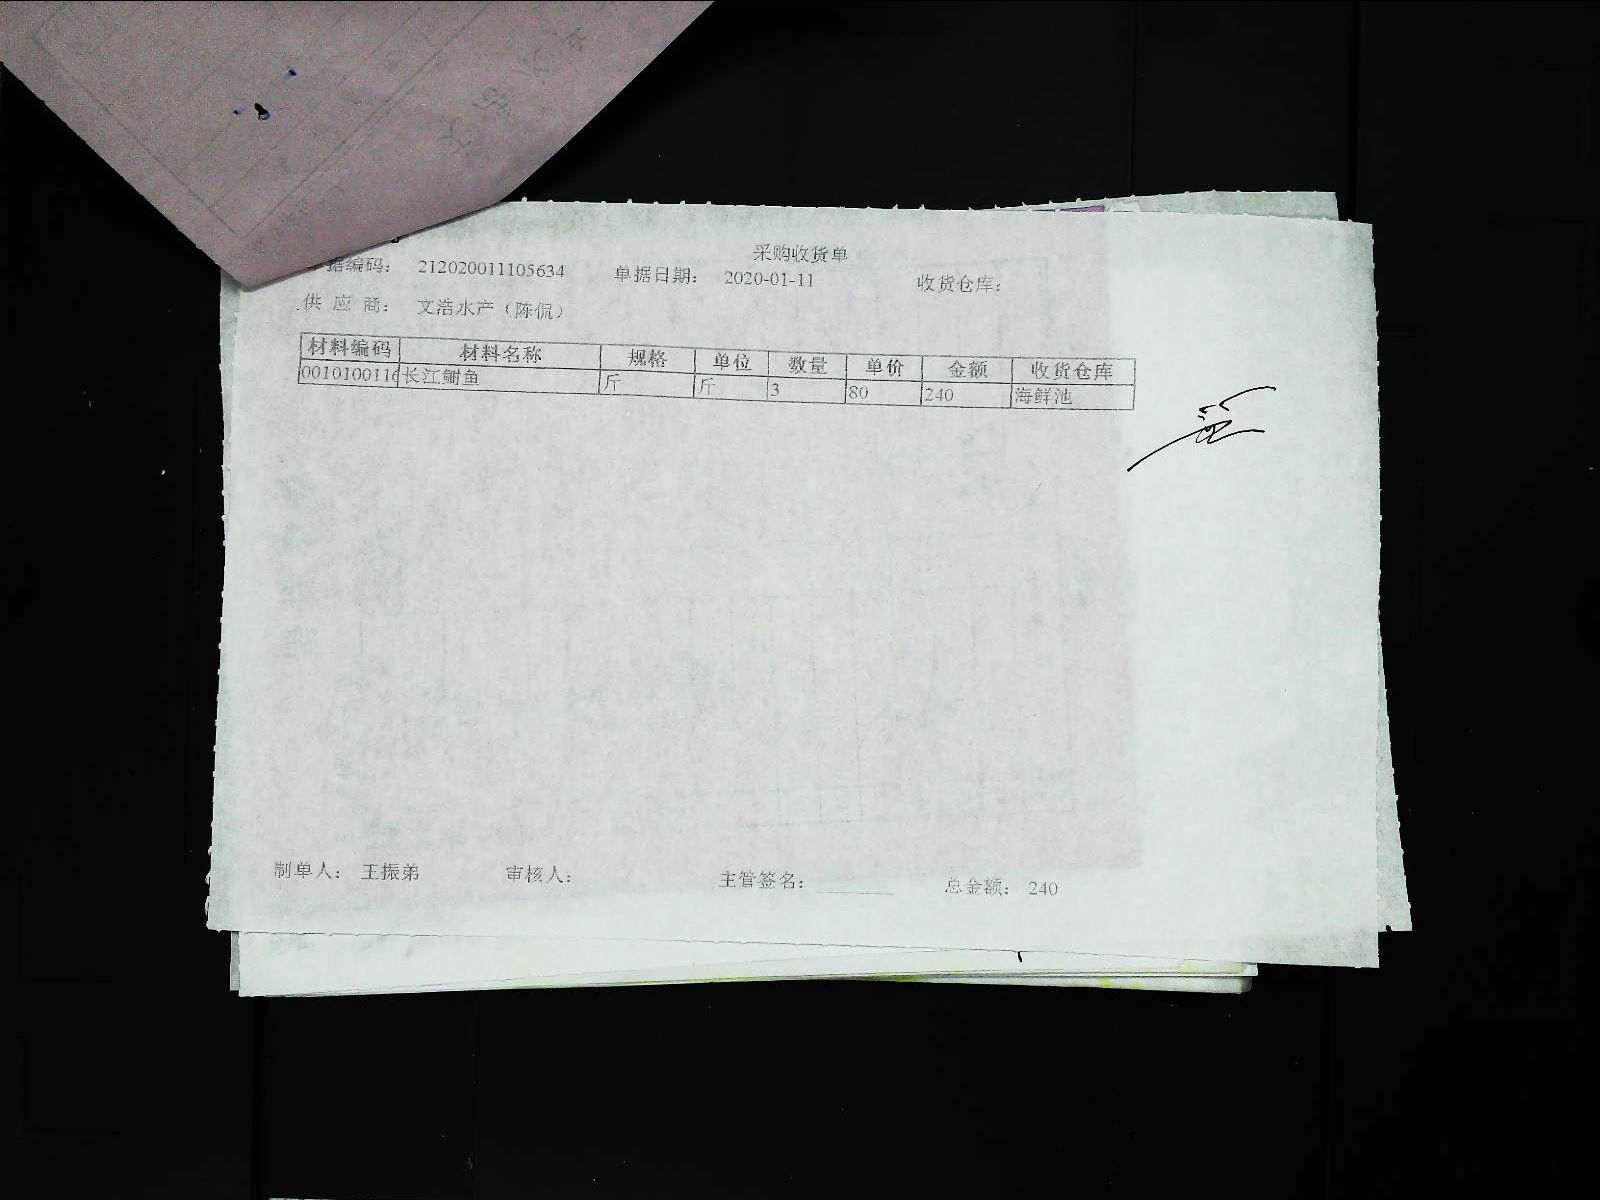 采购收货单
据编码： 212020011105634 单据日期： 2020-01-11 收货仓库：
供 应 商： 文浩水产（陈侃）
材料编码 材料名称 规格 单位 数量 单价 金额 收货仓库
0010100116 长江鮰鱼 斤 斤 3 80 240 海鲜池
制单人： 王振弟 审核人： 主管签名： 总金额： 240